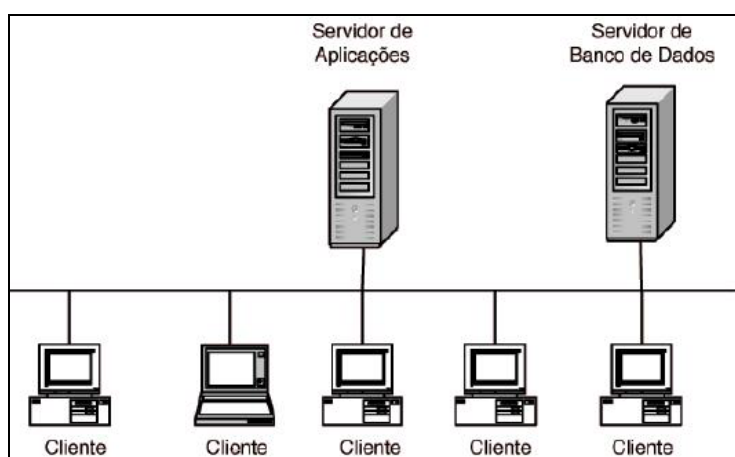 Servidor de
Aplicações
Servidor de
Banco de Dados
Cliente
Cliente
Cliente
Cliente
Cliente